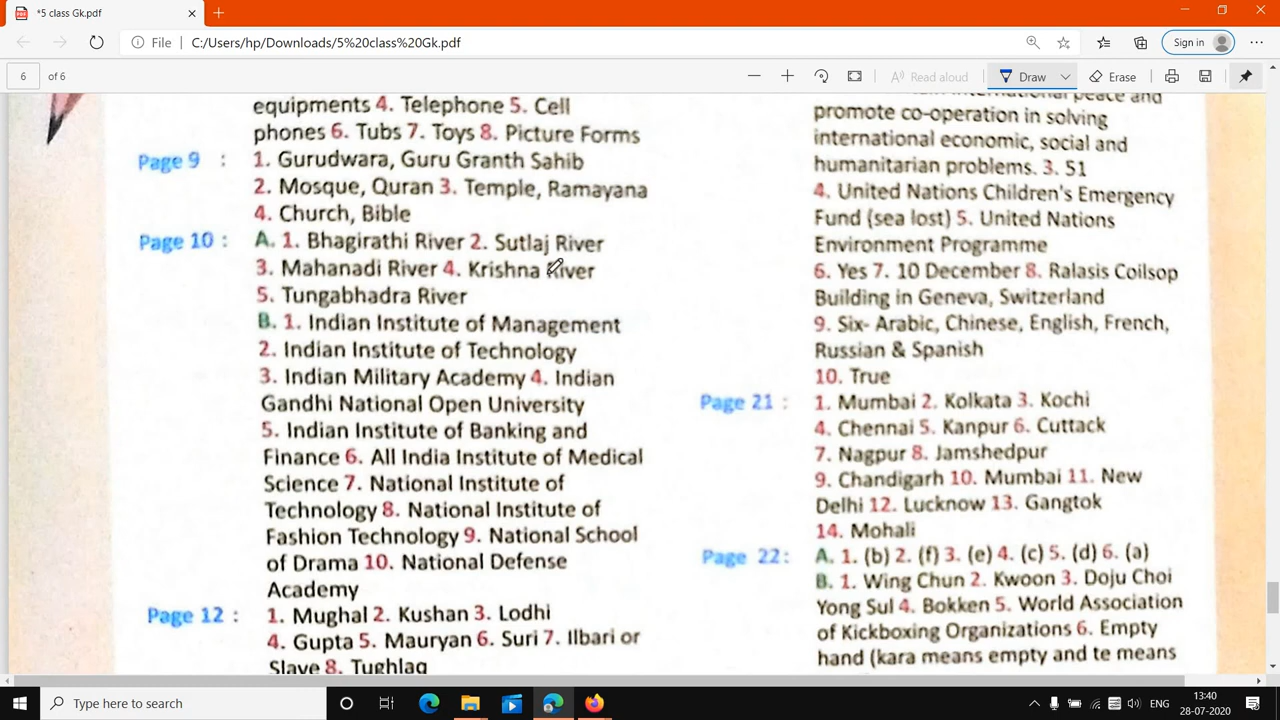 *5 class Gk.pdf
File
C:/Users/hp/Downloads/5%20class%20Gk.pdf
Sign in
6 of 6
Read aloud
Draw
Erase
equipments 4. Telephone 5. Cell
phones 6. Tubs 7. Toys 8. Picture Forms
Page 9 : 1. Gurudwara, Guru Granth Sahib
2. Mosque, Quran 3. Temple, Ramayana
4. Church, Bible
Page 10 : A. 1. Bhagirathi River 2. Sutlaj River
3. Mahanadi River 4. Krishna River
5. Tungabhadra River
B. 1. Indian Institute of Management
2. Indian Institute of Technology
3. Indian Military Academy 4. Indian
Gandhi National Open University
5. Indian Institute of Banking and
Finance 6. All India Institute of Medical
Science 7. National Institute of
Technology 8. National Institute of
Fashion Technology 9. National School
of Drama 10. National Defense
Academy
Page 12 : 1. Mughal 2. Kushan 3. Lodhi
4. Gupta 5. Mauryan 6. Suri 7. Ilbari or
Slave 8. Tughlaq
international peace and
promote co-operation in solving
international economic, social and
humanitarian problems. 3. 51
4. United Nations Children's Emergency
Fund (sea lost) 5. United Nations
Environment Programme
6. Yes 7. 10 December 8. Ralasis Coilsop
Building in Geneva, Switzerland
9. Six- Arabic, Chinese, English, French,
Russian & Spanish
10. True
Page 21 : 1. Mumbai 2. Kolkata 3. Kochi
4. Chennai 5. Kanpur 6. Cuttack
7. Nagpur 8. Jamshedpur
9. Chandigarh 10. Mumbai 11. New
Delhi 12. Lucknow 13. Gangtok
14. Mohali
Page 22: A. 1. (b) 2. (f) 3. (e) 4. (c) 5. (d) 6. (a)
B. 1. Wing Chun 2. Kwoon 3. Doju Choi
Yong Sul 4. Bokken 5. World Association
of Kickboxing Organizations 6. Empty
hand (kara means empty and te means
Type here to search
ENG
13:40
28-07-2020